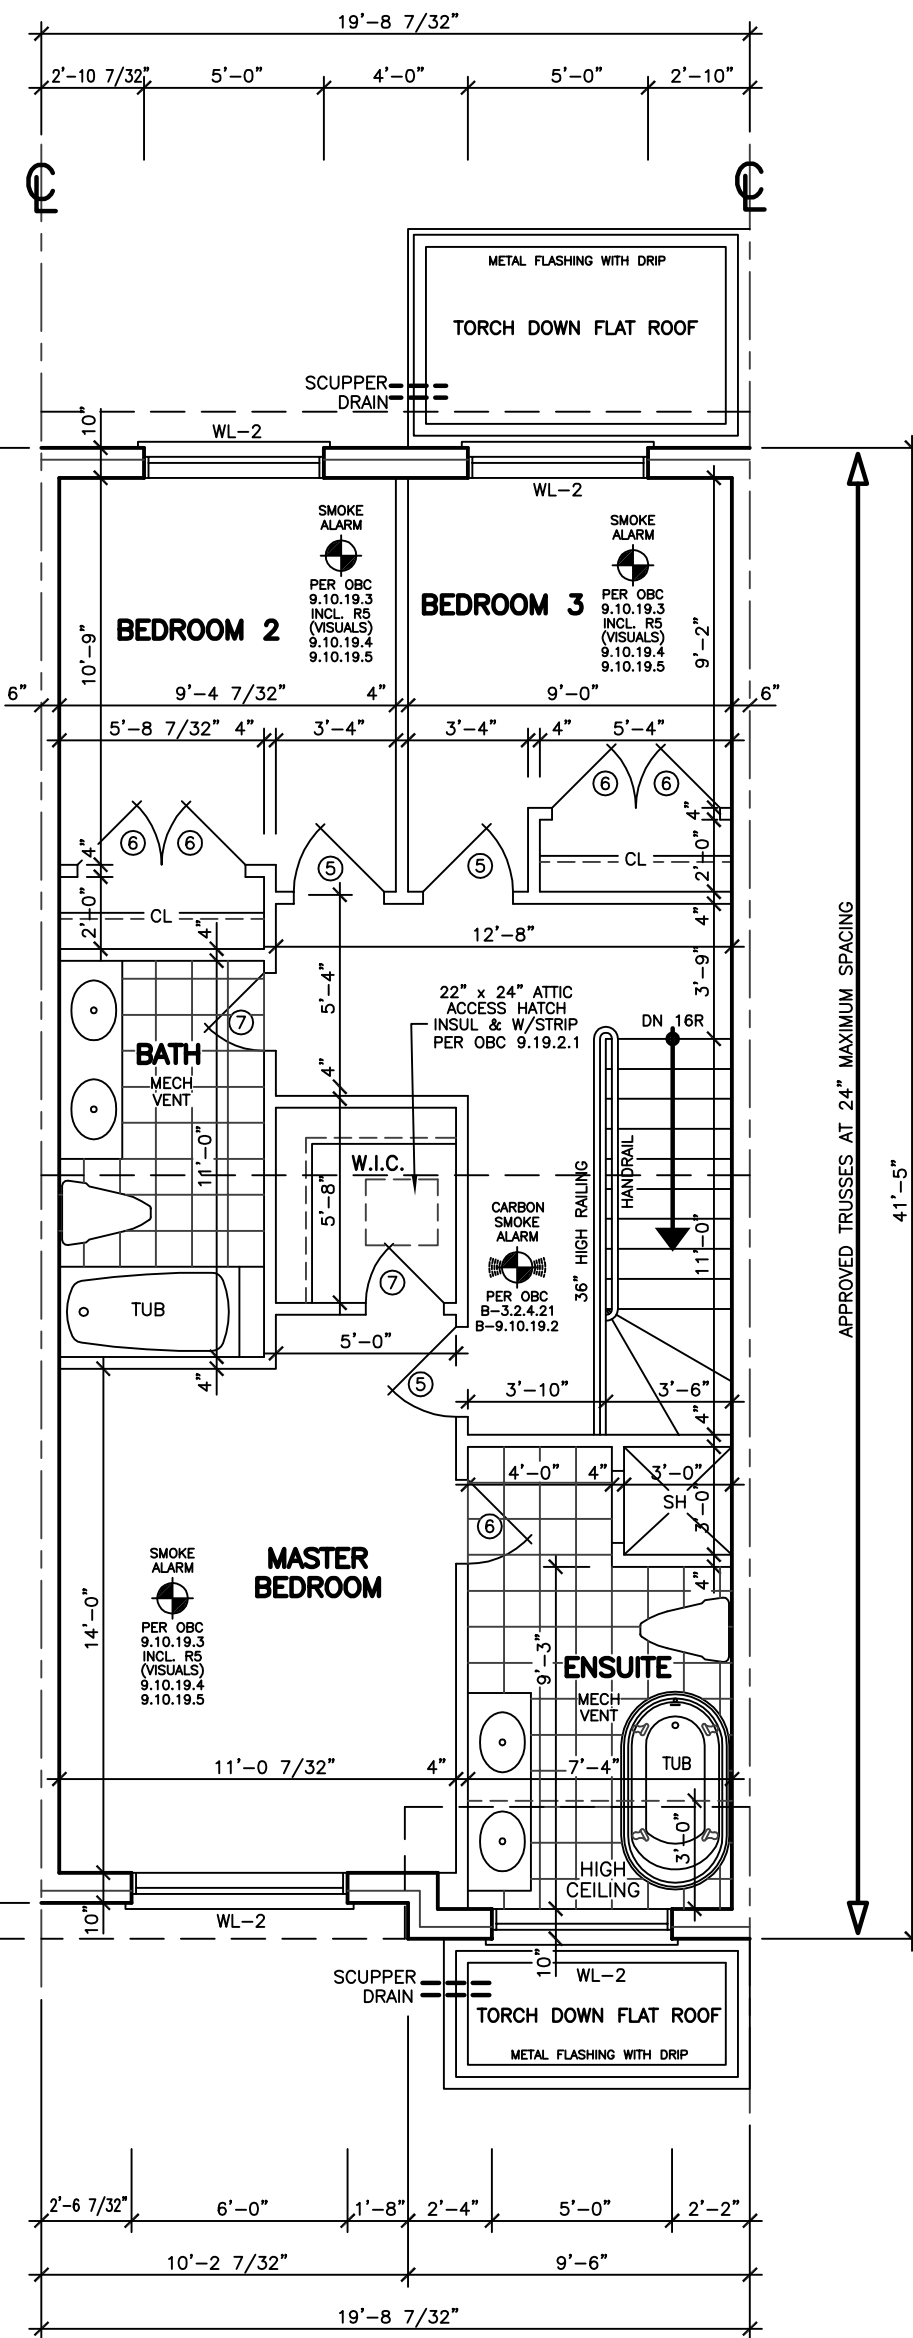 19'-8 7/32"
2'-10 7/32"
5'-0"
4'-0"
5'-0"
2'-10"
℄
℄
METAL FLASHING WITH DRIP
TORCH DOWN FLAT ROOF
SCUPPER
DRAIN
10"
WL-2
WL-2
SMOKE
ALARM
PER OBC
9.10.19.3
INCL. R5
(VISUALS)
9.10.19.4
9.10.19.5
SMOKE
ALARM
PER OBC
9.10.19.3
INCL. R5
(VISUALS)
9.10.19.4
9.10.19.5
BEDROOM 2
BEDROOM 3
10'-9"
9'-2"
6"
9'-4 7/32"
4"
9'-0"
6"
5'-8 7/32"
4"
3'-4"
3'-4"
4"
5'-4"
6
6
6
6
5
5
4"
2'-0"
CL
4"
2'-0"
CL
4"
4"
12'-8"
3'-9"
5'-4"
22" x 24" ATTIC
ACCESS HATCH
INSUL & W/STRIP
PER OBC 9.19.2.1
DN 16R
7
BATH
MECH
VENT
4"
11'-0"
W.I.C.
5'-8"
36" HIGH RAILING
HANDRAIL
11'-0"
CARBON
SMOKE
ALARM
PER OBC
B-3.2.4.21
B-9.10.19.2
7
TUB
5'-0"
4"
5
3'-10"
3'-6"
4"
4'-0"
4"
3'-0"
SH
3'-0"
6
4"
MASTER
BEDROOM
SMOKE
ALARM
PER OBC
9.10.19.3
INCL. R5
(VISUALS)
9.10.19.4
9.10.19.5
14'-0"
9'-3"
ENSUITE
MECH
VENT
TUB
11'-0 7/32"
4"
7'-4"
3'-0"
HIGH
CEILING
10"
WL-2
10"
WL-2
SCUPPER
DRAIN
TORCH DOWN FLAT ROOF
METAL FLASHING WITH DRIP
APPROVED TRUSSES AT 24" MAXIMUM SPACING
41'-5"
2'-6 7/32"
6'-0"
1'-8"
2'-4"
5'-0"
2'-2"
10'-2 7/32"
9'-6"
19'-8 7/32"